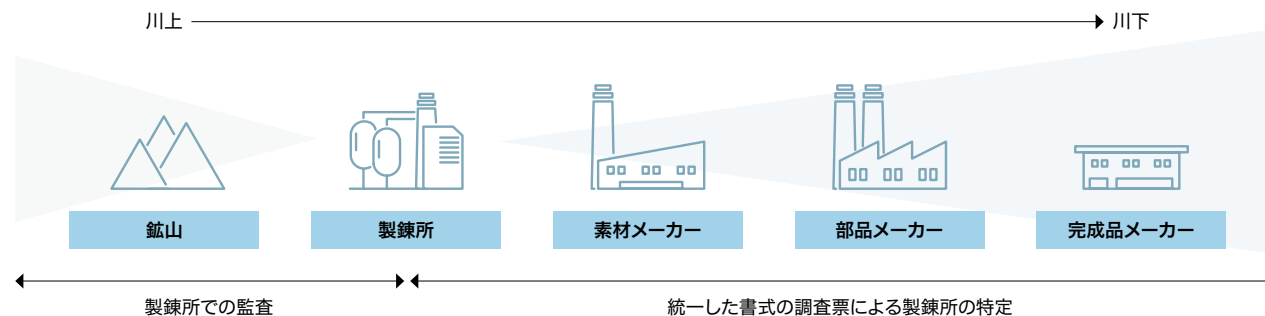 川上
川下
鉱山
製錬所
素材メーカー
部品メーカー
完成品メーカー
製錬所での監査
統一した書式の調査票による製錬所の特定